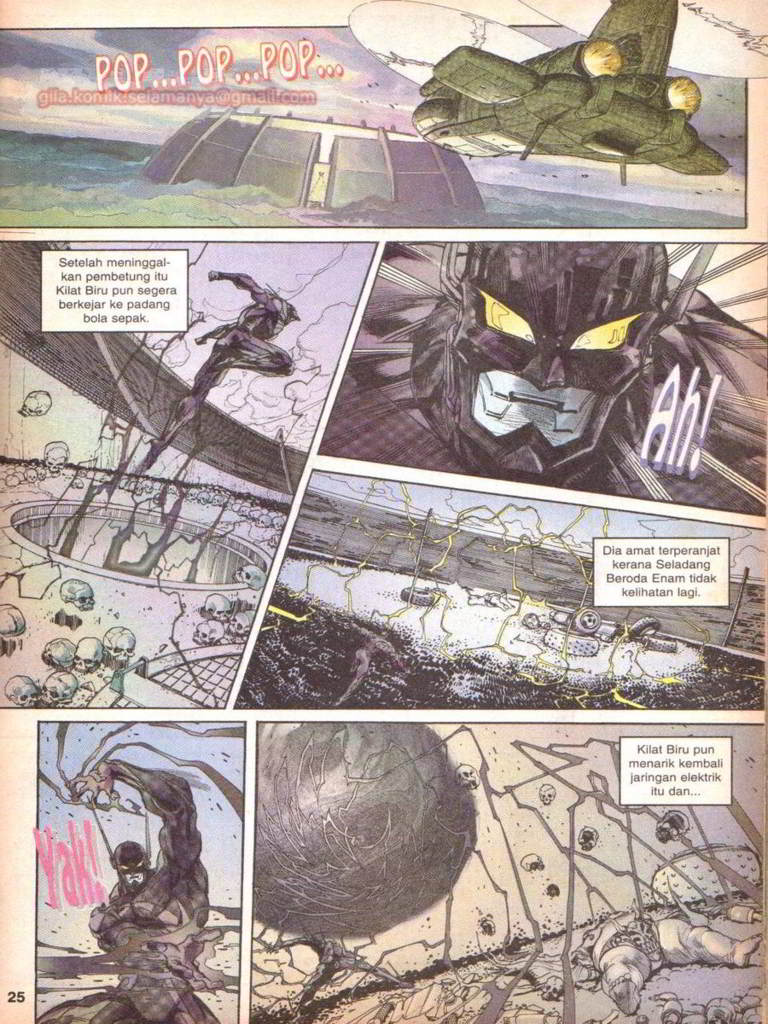 POP...POP...POP...
gila.komik.selamanya@gmail.com
Setelah meninggal-
kan pembetung itu
Kilat Biru pun segera
berkejar ke padang
bola sepak.
Ah!
Dia amat terperanjat
kerana Seladang
Beroda Enam tidak
kelihatan lagi.
Yak!
Kilat Biru pun
menarik kembali
jaringan elektrik
itu dan...
25